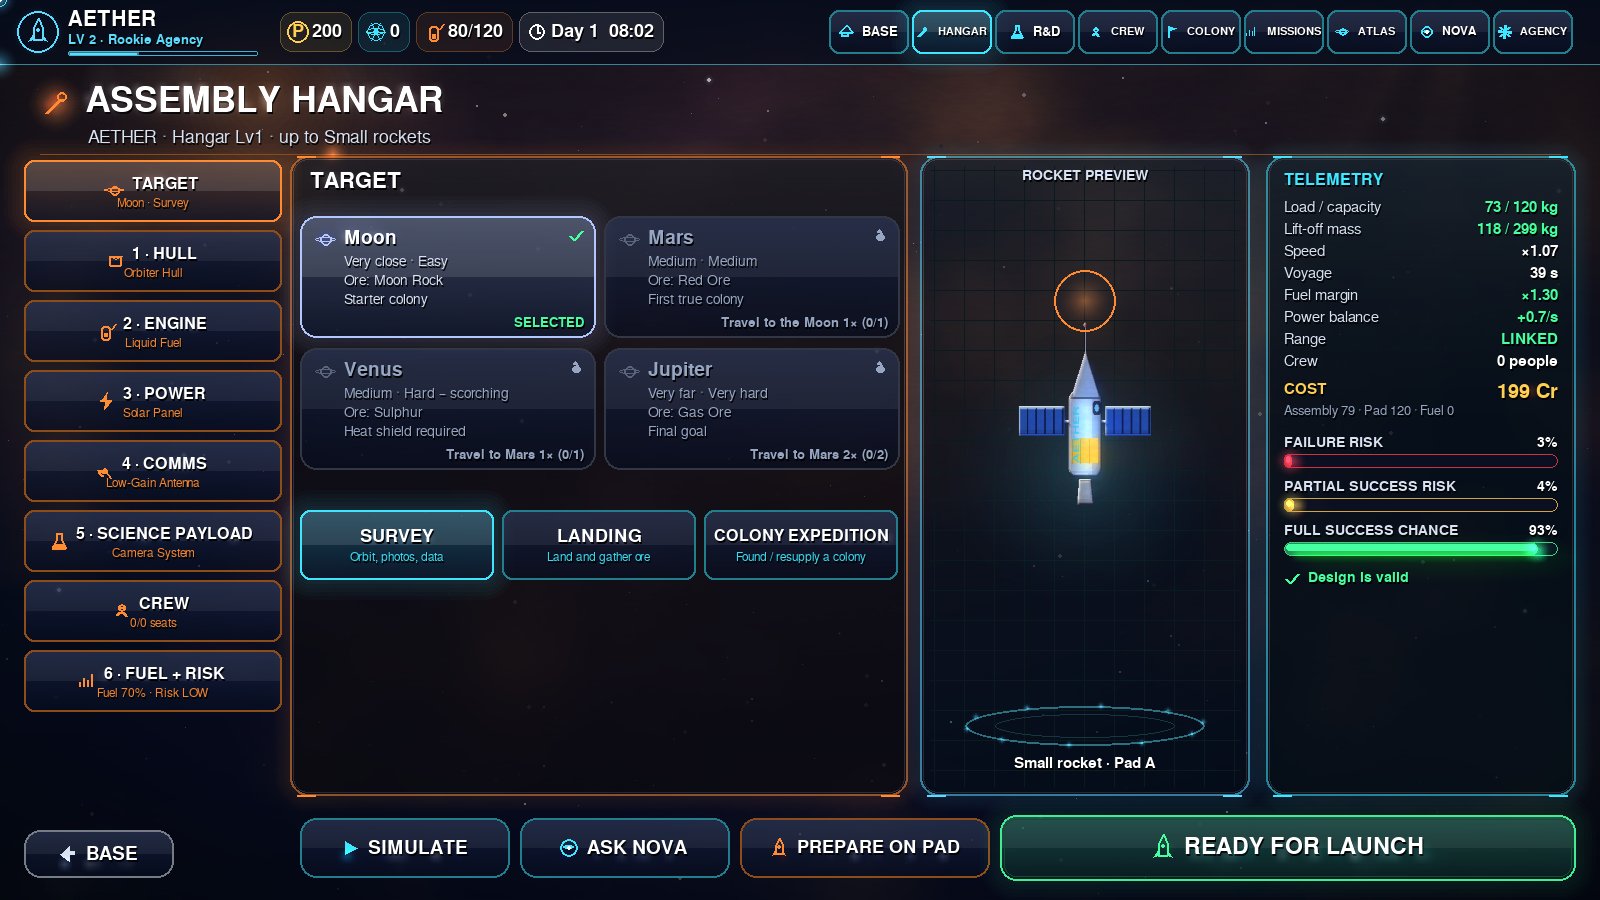 AETHER
LV 2 · Rookie Agency
200
0
80/120
Day 1 08:02
BASE
HANGAR
R&D
CREW
COLONY
MISSIONS
ATLAS
NOVA
AGENCY
ASSEMBLY HANGAR
AETHER · Hangar Lv1 · up to Small rockets
TARGET
Moon · Survey
1 · HULL
Orbiter Hull
2 · ENGINE
Liquid Fuel
3 · POWER
Solar Panel
4 · COMMS
Low-Gain Antenna
5 · SCIENCE PAYLOAD
Camera System
CREW
0/0 seats
6 · FUEL + RISK
Fuel 70% · Risk LOW
TARGET
Moon
Very close · Easy
Ore: Moon Rock
Starter colony
SELECTED
Mars
Medium · Medium
Ore: Red Ore
First true colony
Travel to the Moon 1× (0/1)
Venus
Medium · Hard – scorching
Ore: Sulphur
Heat shield required
Travel to Mars 1× (0/1)
Jupiter
Very far · Very hard
Ore: Gas Ore
Final goal
Travel to Mars 2× (0/2)
SURVEY
Orbit, photos, data
LANDING
Land and gather ore
COLONY EXPEDITION
Found / resupply a colony
ROCKET PREVIEW
Small rocket · Pad A
TELEMETRY
Load / capacity 73 / 120 kg
Lift-off mass 118 / 299 kg
Speed ×1.07
Voyage 39 s
Fuel margin ×1.30
Power balance +0.7/s
Range LINKED
Crew 0 people
COST 199 Cr
Assembly 79 · Pad 120 · Fuel 0
FAILURE RISK 3%
PARTIAL SUCCESS RISK 4%
FULL SUCCESS CHANCE 93%
Design is valid
BASE
SIMULATE
ASK NOVA
PREPARE ON PAD
READY FOR LAUNCH